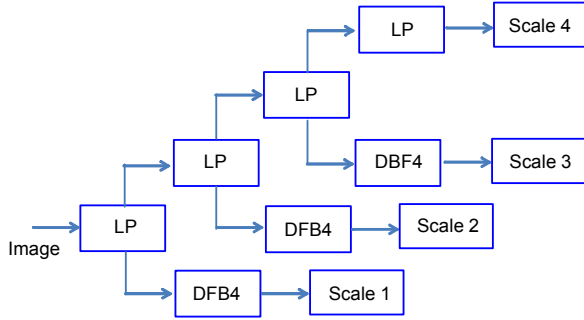 LP
Scale 4
LP
LP
DBF4
Scale 3
LP
DFB4
Scale 2
Image
DFB4
Scale 1